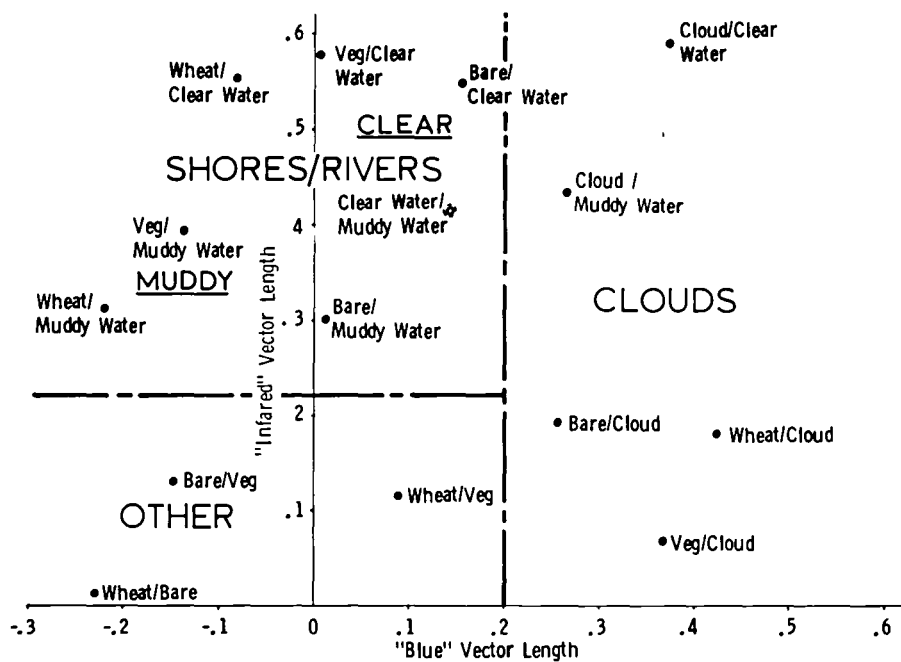 .6
Veg/Clear
Water
Cloud/Clear
Water
Wheat/
Clear Water
Bare/
Clear Water
.5
CLEAR
SHORES/RIVERS
Clear Water/
Muddy Water
Cloud /
Muddy Water
4
Veg/
Muddy Water
MUDDY
Wheat/
Muddy Water
"Infared" Vector Length
.3
Bare/
Muddy Water
CLOUDS
2
Bare/Cloud
Wheat/Cloud
Bare/Veg
Wheat/Veg
OTHER
.1
Veg/Cloud
Wheat/Bare
-.3
-.2
-.1
0
.1
.2
.3
.4
.5
0.6
"Blue" Vector Length